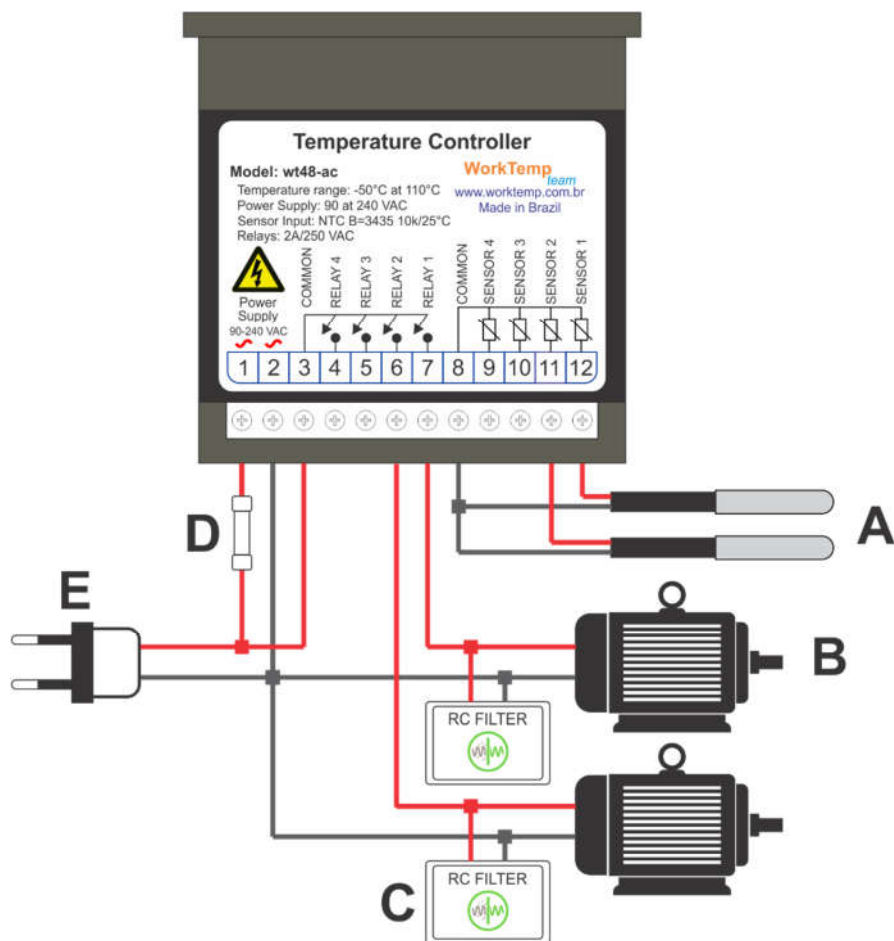 Temperature Controller
Model: wt48-ac
WorkTemp
team
Temperature range: -50°C at 110°C
www.worktemp.com.br
Power Supply: 90 at 240 VAC
Made in Brazil
Sensor Input: NTC B=3435 10k/25°C
Relays: 2A/250 VAC
COMMON
RELAY 4
RELAY 3
RELAY 2
RELAY 1
COMMON
SENSOR 4
SENSOR 3
SENSOR 2
SENSOR 1
Power
Supply
90-240 VAC
1 2 3 4 5 6 7 8 9 10 11 12
A
D
E
B
RC FILTER
C
RC FILTER